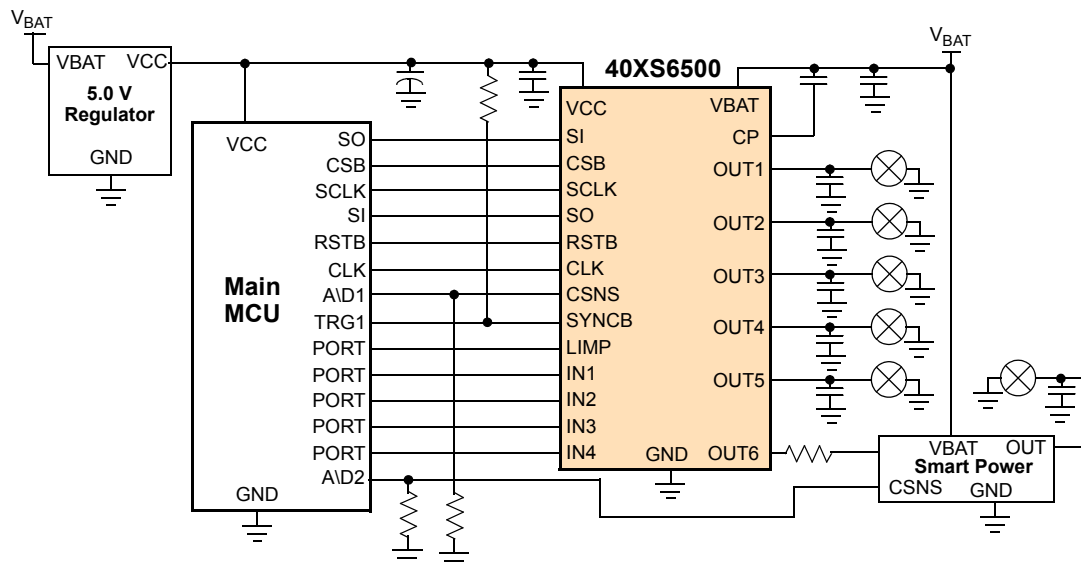 V_BAT
VBAT VCC
5.0 V
Regulator
GND
VCC
Main
MCU
SO
CSB
SCLK
SI
RSTB
CLK
A\D1
TRG1
PORT
PORT
PORT
PORT
PORT
A\D2
GND
40XS6500
VCC
SI
CSB
SCLK
SO
RSTB
CLK
CSNS
SYNCB
LIMP
IN1
IN2
IN3
IN4
VBAT
CP
OUT1
OUT2
OUT3
OUT4
OUT5
GND OUT6
V_BAT
VBAT OUT
Smart Power
CSNS GND